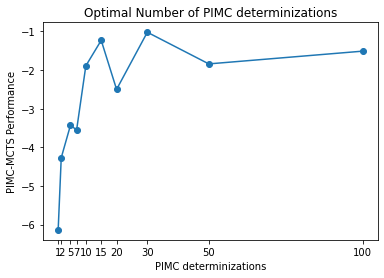 Optimal Number of PIMC determinizations
PIMC-MCTS Performance
−1
−2
−3
−4
−5
−6
1 2 5 7 10 15 20 30 50 100
PIMC determinizations